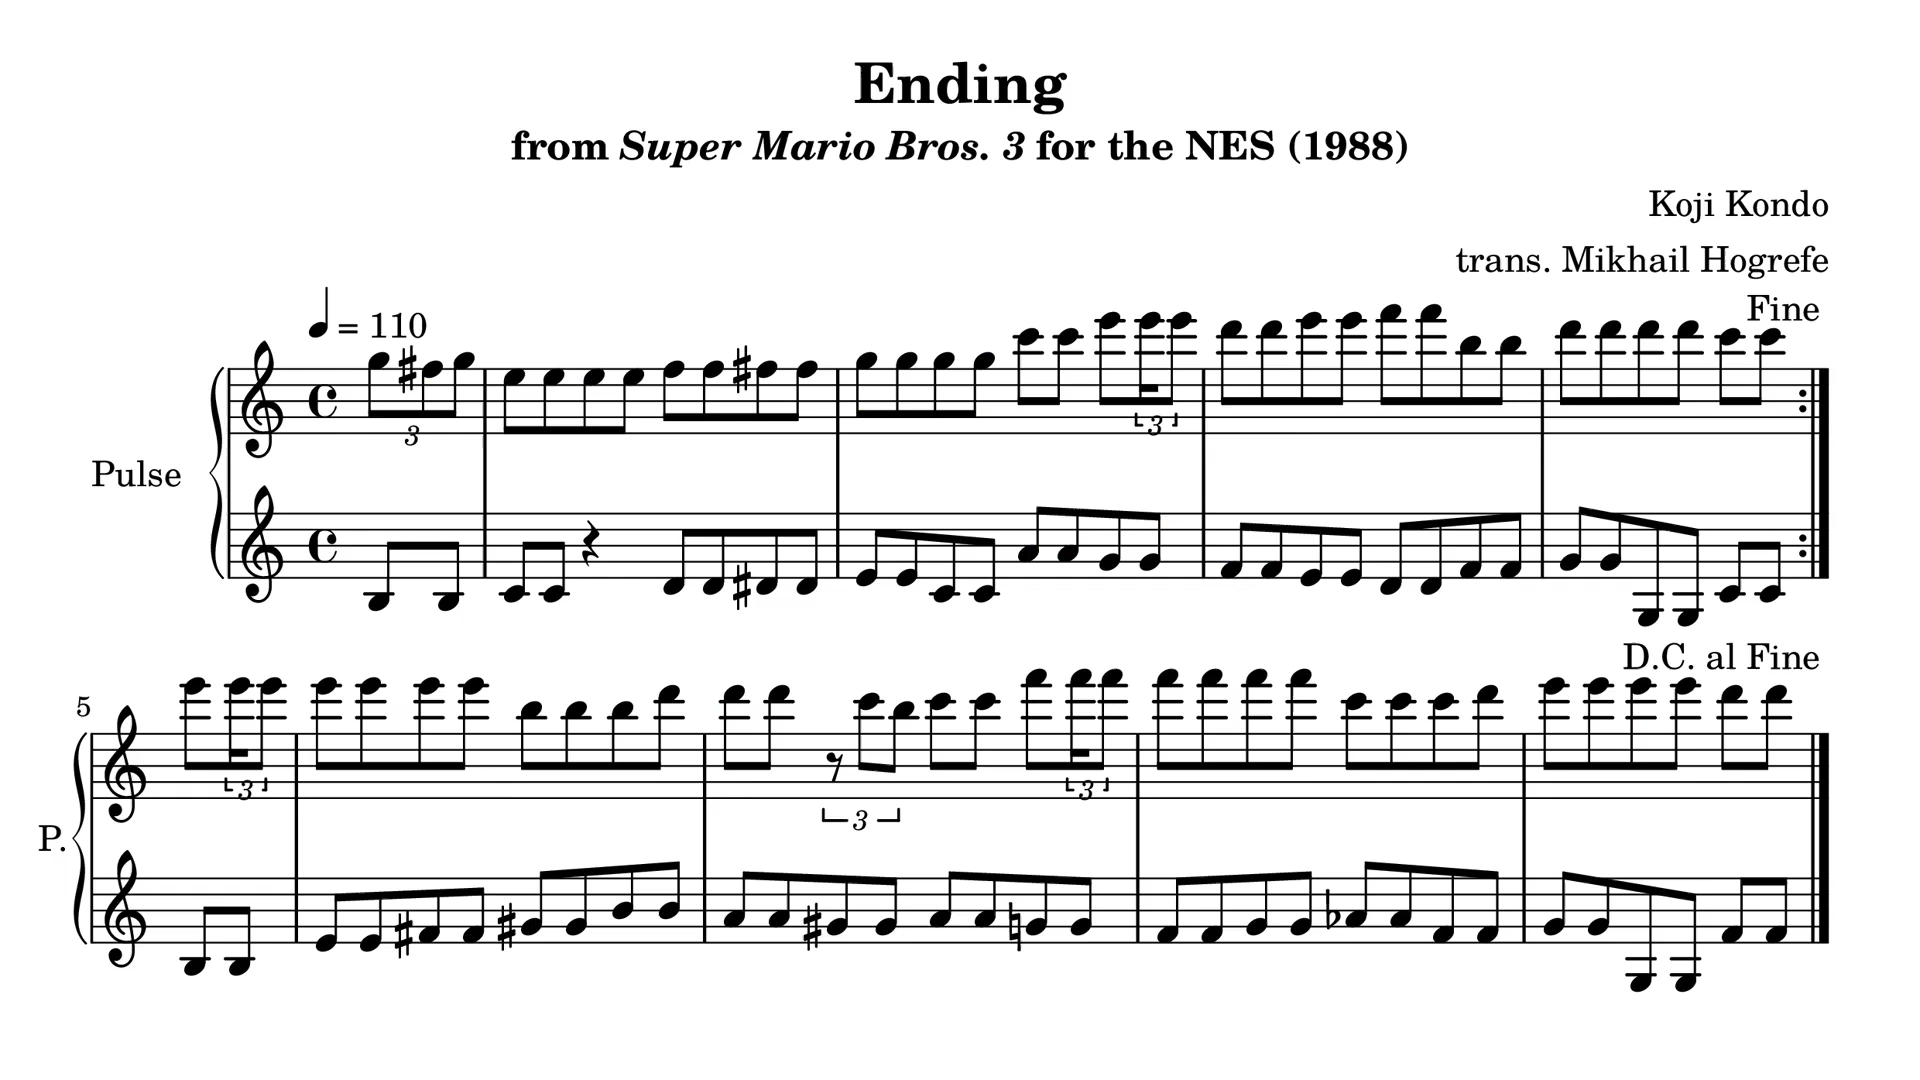 Ending
from Super Mario Bros. 3 for the NES (1988)
Koji Kondo
trans. Mikhail Hogrefe
Fine
= 110
3
3
Pulse
D.C. al Fine
5
3
3
3
P.